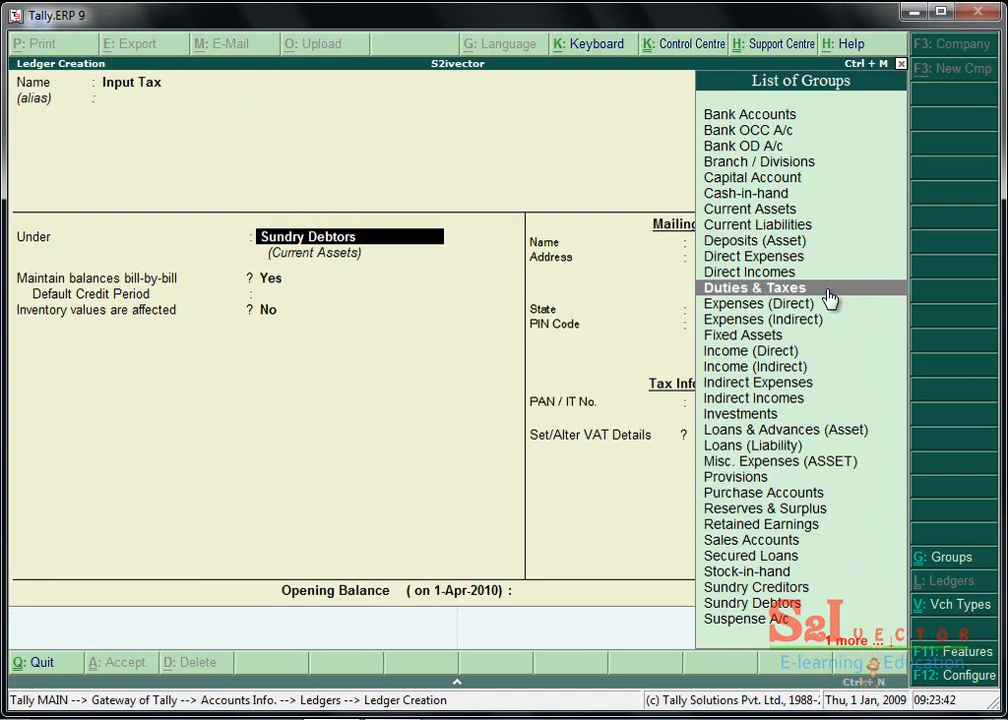 Tally.ERP 9
P: Print
E: Export
M: E-Mail
O: Upload
G: Language
K: Keyboard
K: Control Centre
H: Support Centre
H: Help
F3: Company
F3: New Cmp
Ledger Creation
S2ivector
Ctrl + M
Name : Input Tax
(alias) :
Under : Sundry Debtors
(Current Assets)
Maintain balances bill-by-bill ? Yes
Default Credit Period :
Inventory values are affected ? No
Mailing
Name :
Address :
State :
PIN Code :
Tax Info
PAN / IT No. :
Set/Alter VAT Details ?
Opening Balance ( on 1-Apr-2010) :
List of Groups
Bank Accounts
Bank OCC A/c
Bank OD A/c
Branch / Divisions
Capital Account
Cash-in-hand
Current Assets
Current Liabilities
Deposits (Asset)
Direct Expenses
Direct Incomes
Duties & Taxes
Expenses (Direct)
Expenses (Indirect)
Fixed Assets
Income (Direct)
Income (Indirect)
Indirect Expenses
Indirect Incomes
Investments
Loans & Advances (Asset)
Loans (Liability)
Misc. Expenses (ASSET)
Provisions
Purchase Accounts
Reserves & Surplus
Retained Earnings
Sales Accounts
Secured Loans
Stock-in-hand
Sundry Creditors
Sundry Debtors
Suspense A/c
1 more ... ↓
G: Groups
L: Ledgers
V: Vch Types
F11: Features
F12: Configure
S2I VECTOR
E-learning & Education
Q: Quit
A: Accept
D: Delete
Ctrl + N
Tally MAIN --> Gateway of Tally --> Accounts Info. --> Ledgers --> Ledger Creation
(c) Tally Solutions Pvt. Ltd., 1988-
Thu, 1 Jan, 2009
09:23:42